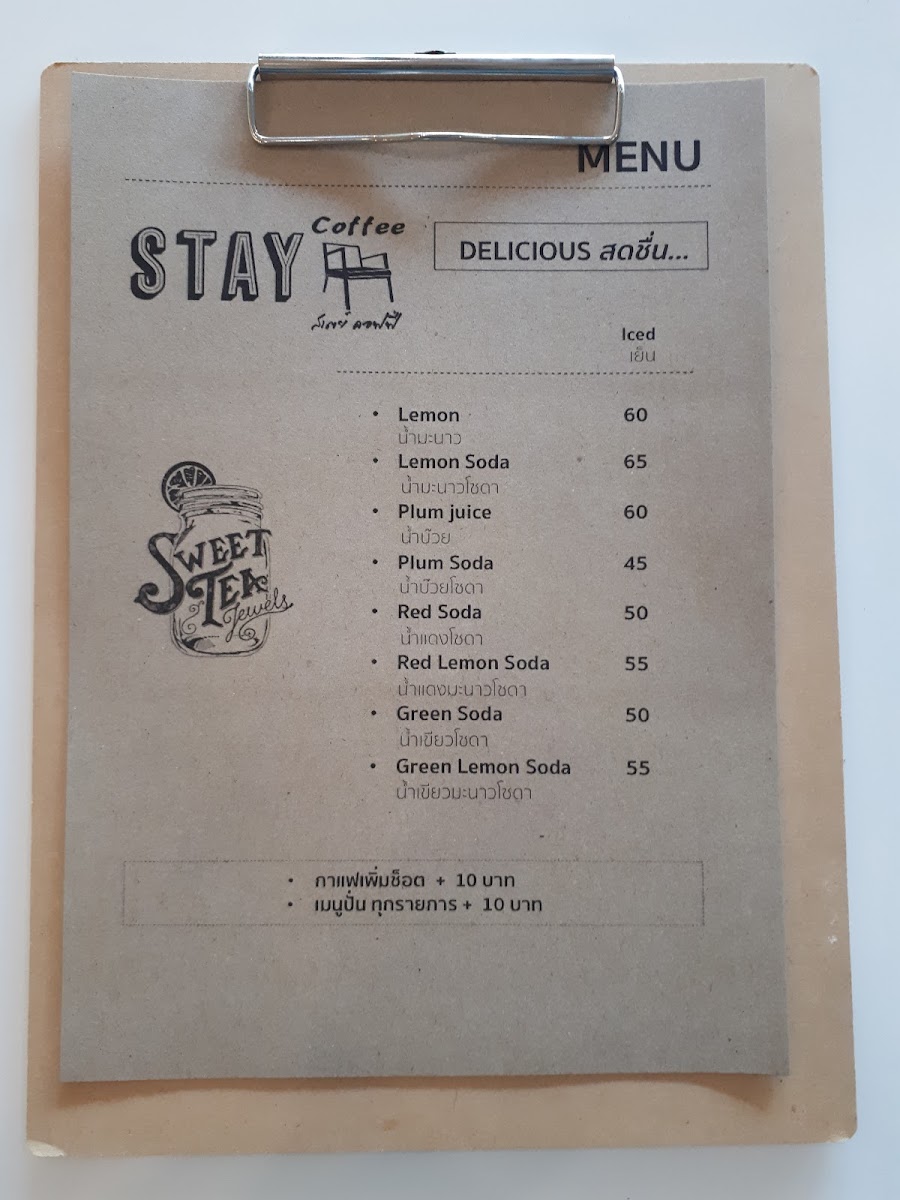 MENU
STAY Coffee
สเตย์ คอฟฟี่
DELICIOUS สดชื่น...
Iced
เย็น
• Lemon 60
น้ำมะนาว
• Lemon Soda 65
น้ำมะนาวโซดา
• Plum juice 60
น้ำบ๊วย
• Plum Soda 45
น้ำบ๊วยโซดา
• Red Soda 50
น้ำแดงโซดา
• Red Lemon Soda 55
น้ำแดงมะนาวโซดา
• Green Soda 50
น้ำเขียวโซดา
• Green Lemon Soda 55
น้ำเขียวมะนาวโซดา
SWEET
TEA
Jewels
• กาแฟเพิ่มช็อต + 10 บาท
• เมนูปั่น ทุกรายการ + 10 บาท